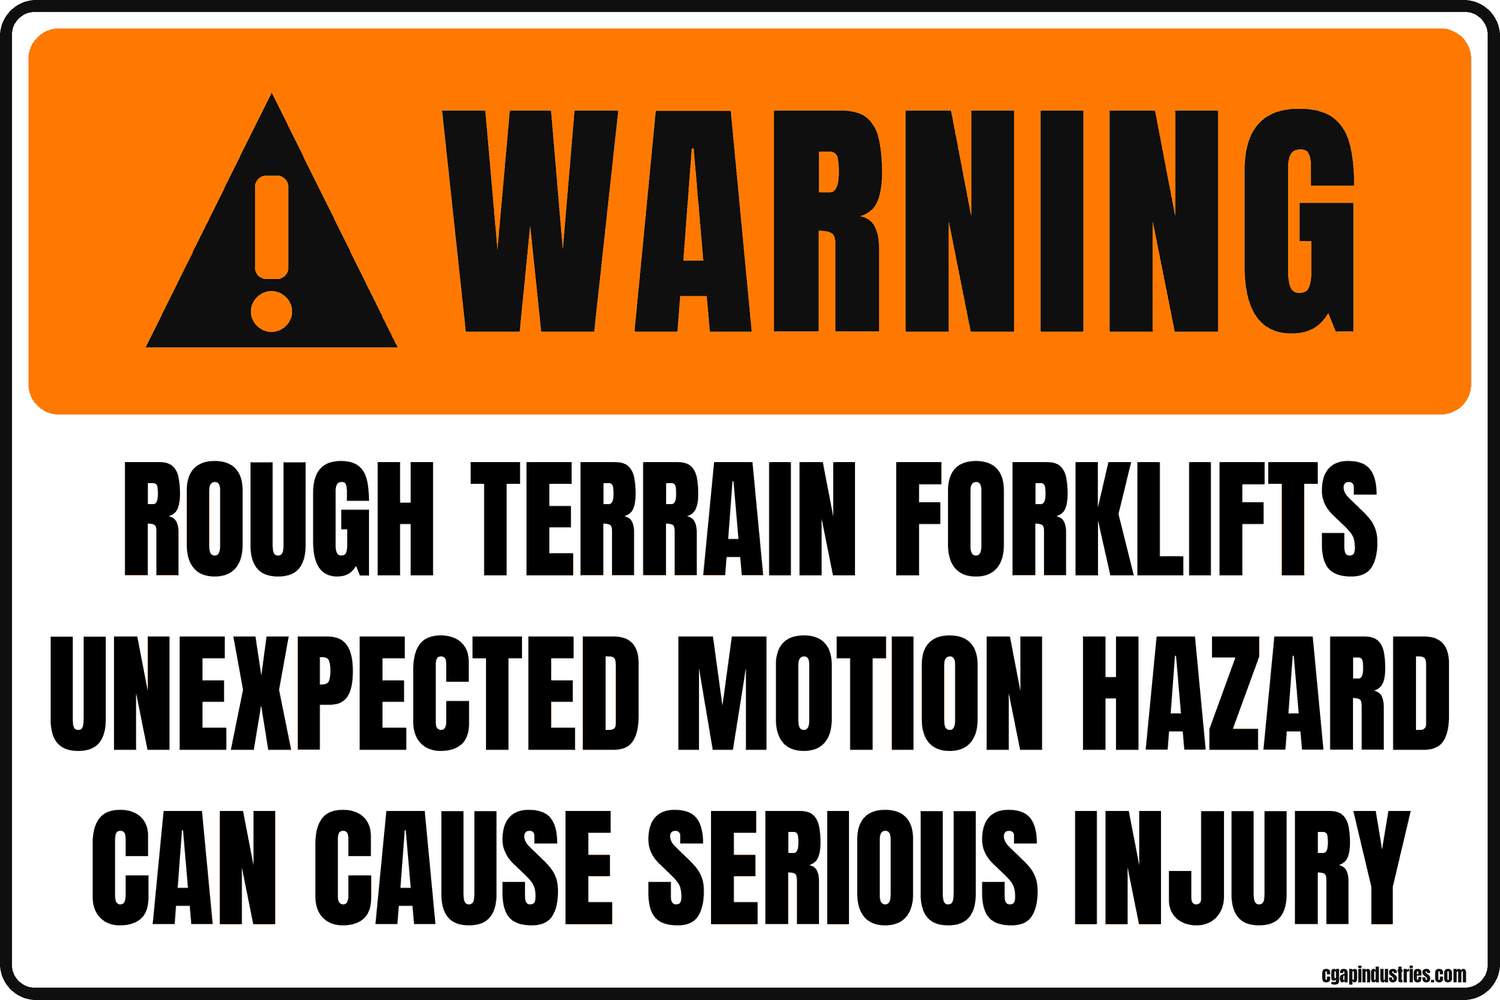 WARNING
ROUGH TERRAIN FORKLIFTS
UNEXPECTED MOTION HAZARD
CAN CAUSE SERIOUS INJURY
cgapindustries.com